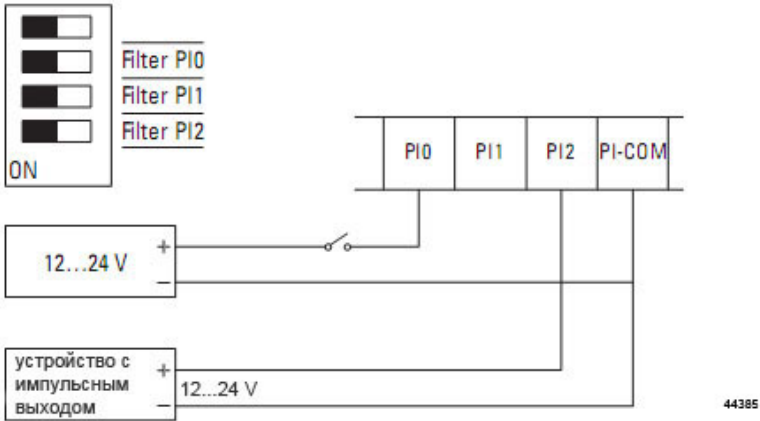 Filter PI0
Filter PI1
Filter PI2
ON
PI0 PI1 PI2 PI-COM
12...24 V
+
−
устройство с
импульсным
выходом
+
−
12...24 V
44385